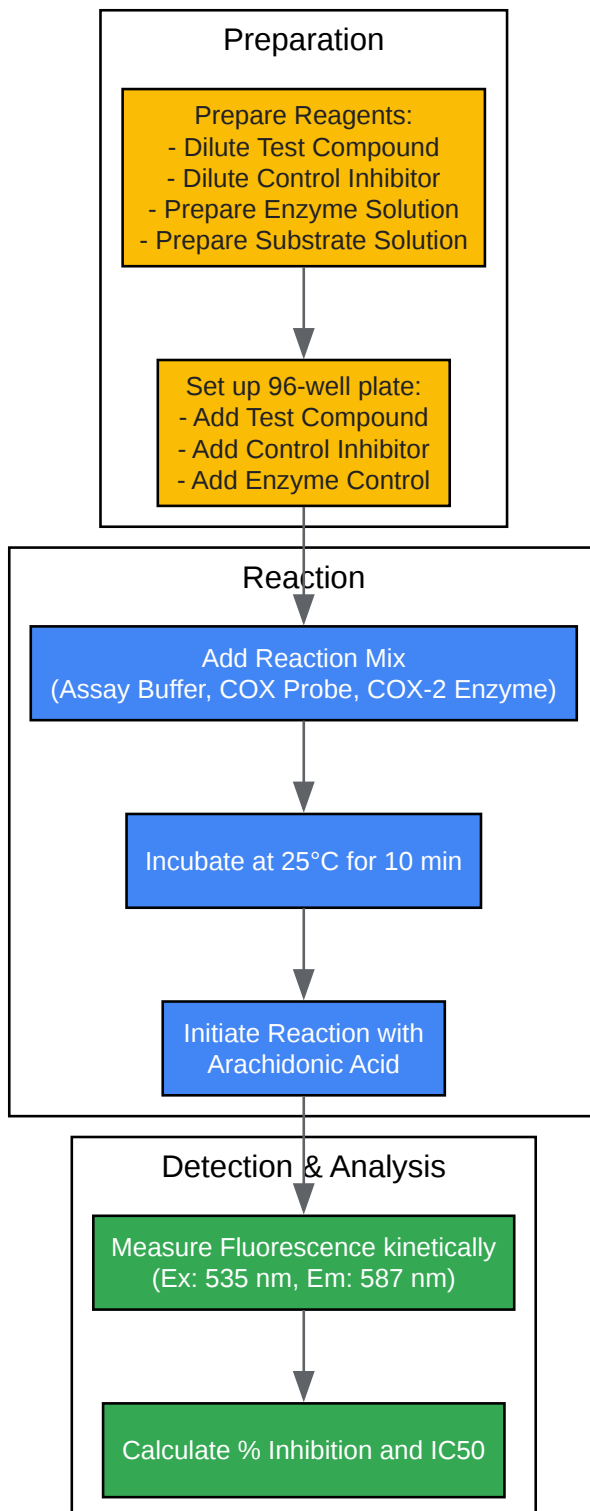 Preparation
Prepare Reagents:
- Dilute Test Compound
- Dilute Control Inhibitor
- Prepare Enzyme Solution
- Prepare Substrate Solution
Set up 96-well plate:
- Add Test Compound
- Add Control Inhibitor
- Add Enzyme Control
Reaction
Add Reaction Mix
(Assay Buffer, COX Probe, COX-2 Enzyme)
Incubate at 25°C for 10 min
Initiate Reaction with
Arachidonic Acid
Detection & Analysis
Measure Fluorescence kinetically
(Ex: 535 nm, Em: 587 nm)
Calculate % Inhibition and IC50